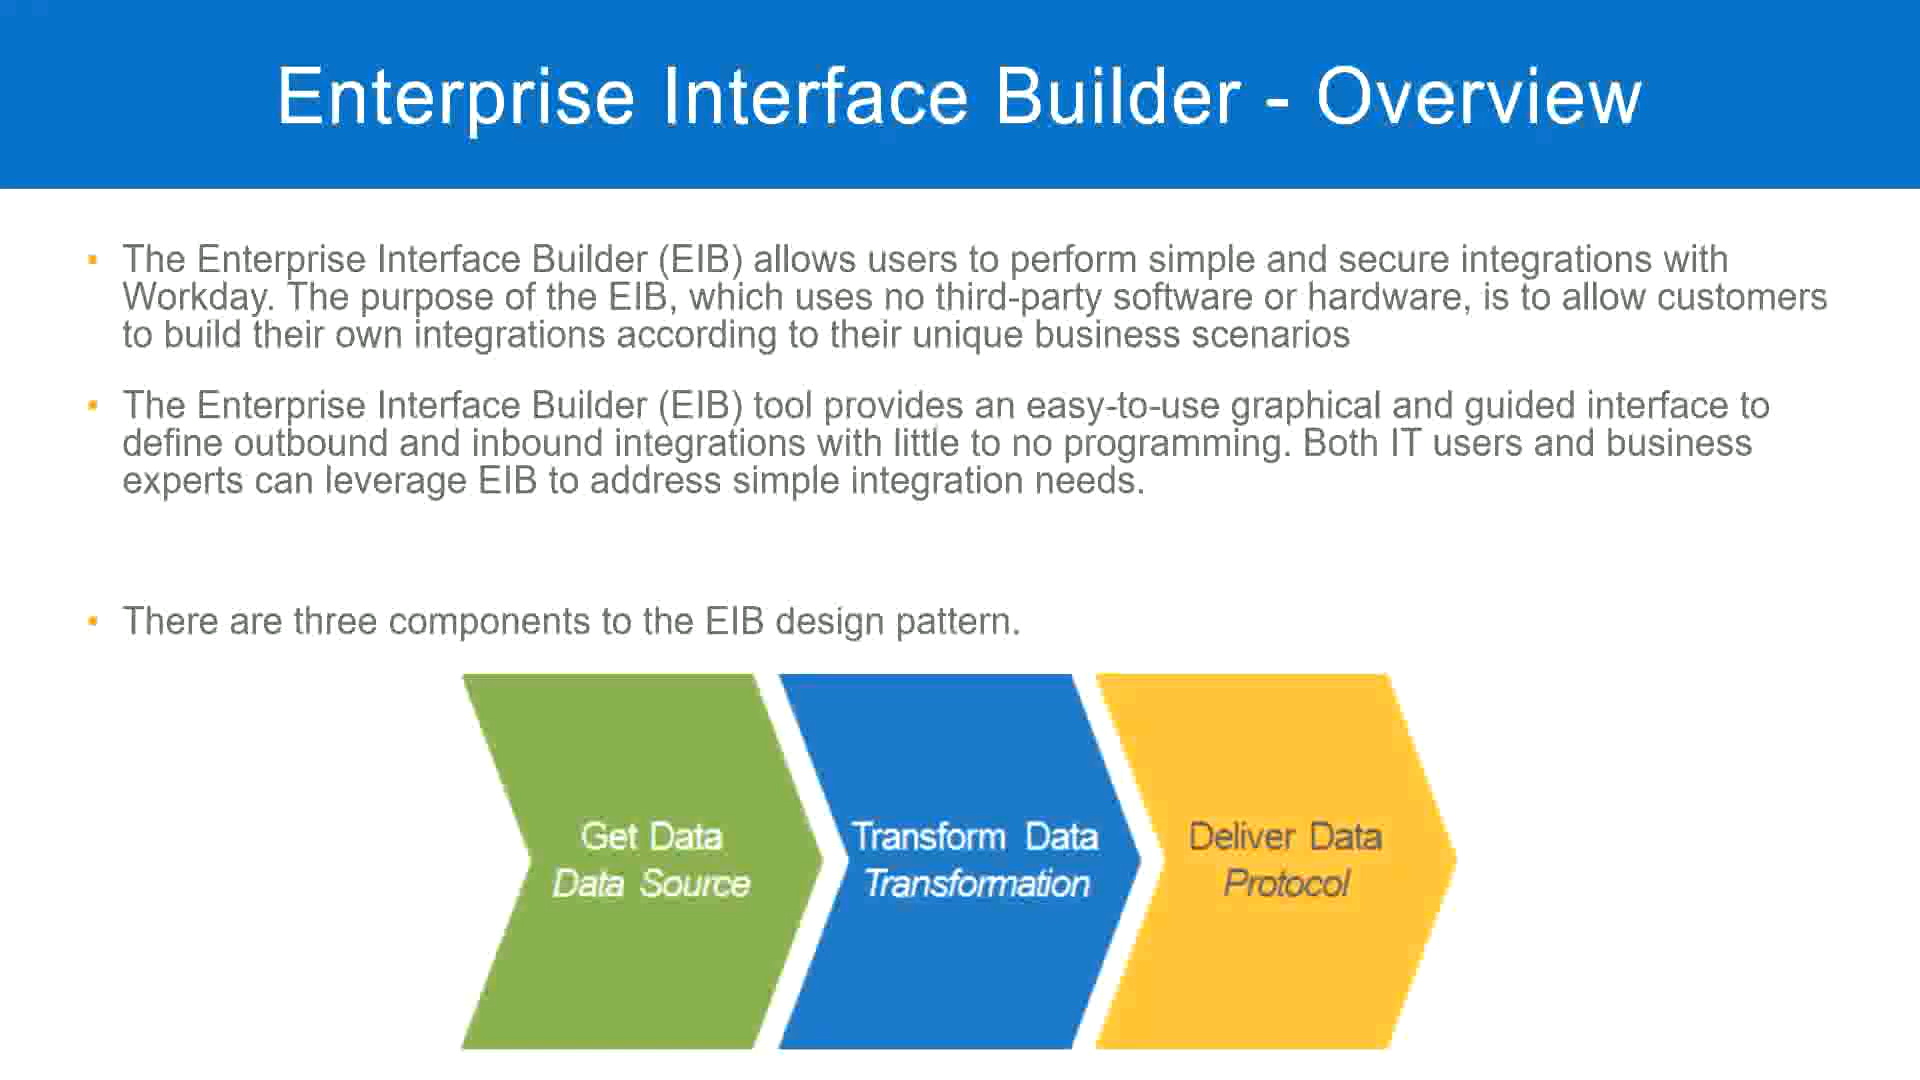 Enterprise Interface Builder - Overview
▪ The Enterprise Interface Builder (EIB) allows users to perform simple and secure integrations with
Workday. The purpose of the EIB, which uses no third-party software or hardware, is to allow customers
to build their own integrations according to their unique business scenarios
▪ The Enterprise Interface Builder (EIB) tool provides an easy-to-use graphical and guided interface to
define outbound and inbound integrations with little to no programming. Both IT users and business
experts can leverage EIB to address simple integration needs.
▪ There are three components to the EIB design pattern.
Get Data
Data Source
Transform Data
Transformation
Deliver Data
Protocol